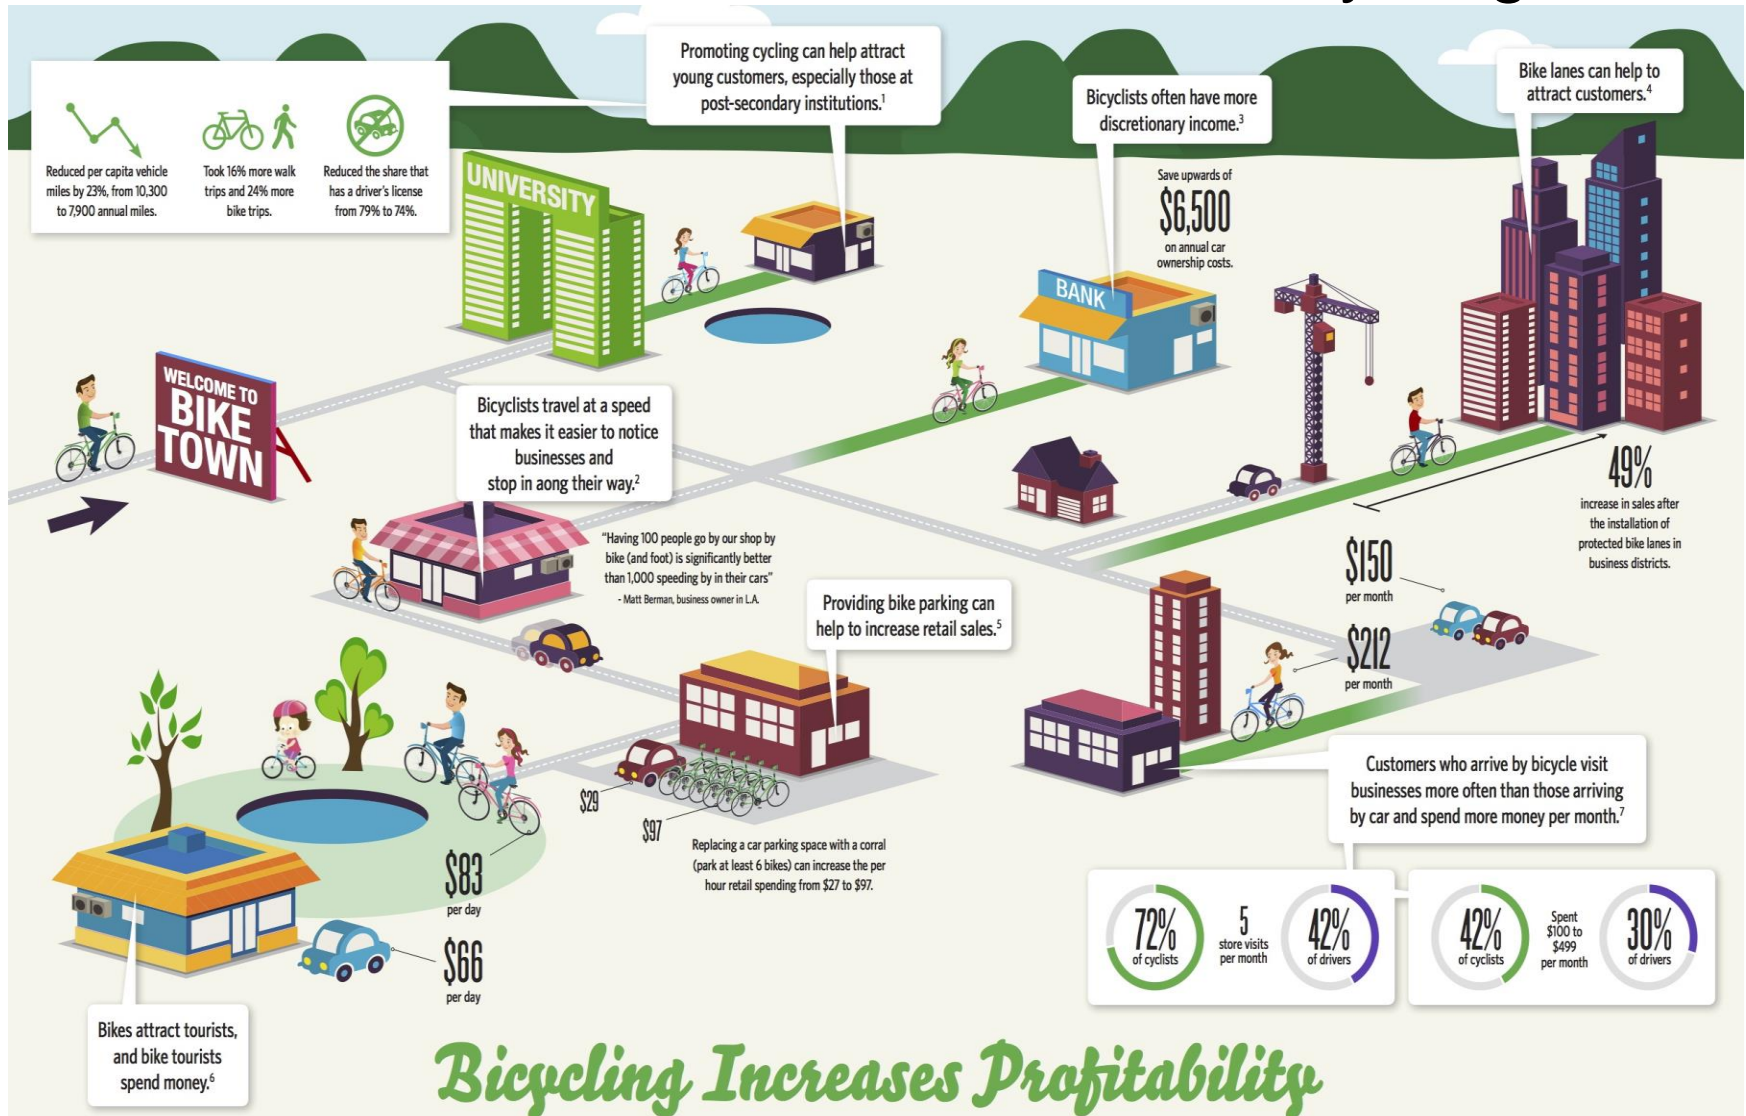 Promoting cycling can help attract
young customers, especially those at
post-secondary institutions.1
Reduced per capita vehicle
miles by 23%, from 10,300
to 7,900 annual miles.
Took 16% more walk
trips and 24% more
bike trips.
Reduced the share that
has a driver's license
from 79% to 74%.
Bicyclists often have more
discretionary income.3
Save upwards of
$6,500
on annual car
ownership costs.
Bike lanes can help to
attract customers.4
UNIVERSITY
BANK
WELCOME TO
BIKE
TOWN
Bicyclists travel at a speed
that makes it easier to notice
businesses and
stop in aong their way.2
"Having 100 people go by our shop by
bike (and foot) is significantly better
than 1,000 speeding by in their cars"
- Matt Berman, business owner in L.A.
49%
increase in sales after
the installation of
protected bike lanes in
business districts.
$150
per month
$212
per month
Providing bike parking can
help to increase retail sales.5
$29
$97
Replacing a car parking space with a corral
(park at least 6 bikes) can increase the per
hour retail spending from $27 to $97.
Customers who arrive by bicycle visit
businesses more often than those arriving
by car and spend more money per month.7
72%
of cyclists
5
store visits
per month
42%
of drivers
42%
of cyclists
Spent
$100 to
$499
per month
30%
of drivers
$83
per day
$66
per day
Bikes attract tourists,
and bike tourists
spend money.6
Bicycling Increases Profitability